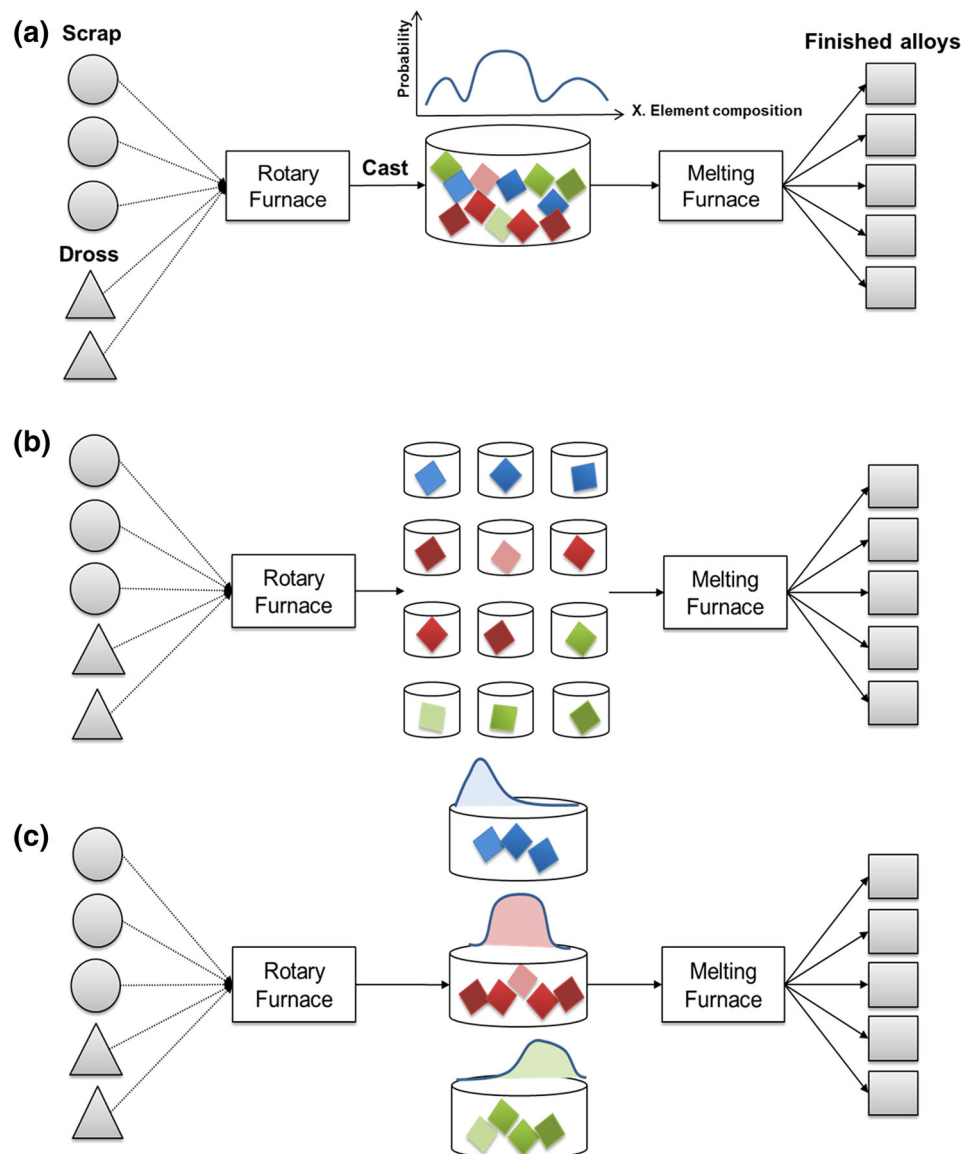 (a)
Scrap
Probability
X. Element composition
Finished alloys
Rotary
Furnace
Cast
Melting
Furnace
Dross
(b)
Rotary
Furnace
Melting
Furnace
(c)
Rotary
Furnace
Melting
Furnace